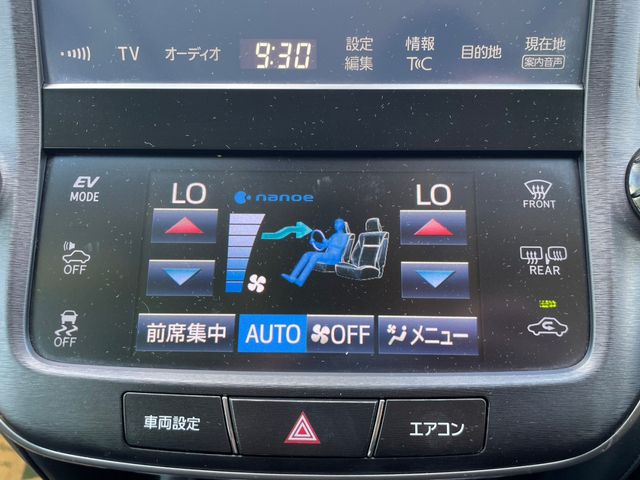 TV
オーディオ
9:30
設定
編集
情報
T℃
目的地
現在地
案内音声
EV
MODE
LO
nanoe
LO
FRONT
OFF
REAR
OFF
前席集中
AUTO
OFF
メニュー
車両設定
エアコン